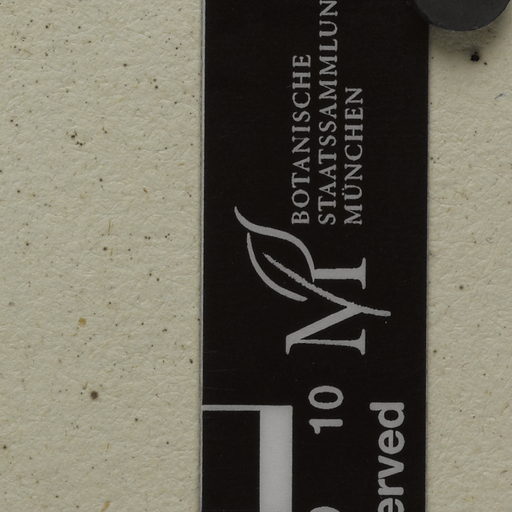 BOTANISCHE
STAATSSAMMLUN
MÜNCHEN
M
10
erved